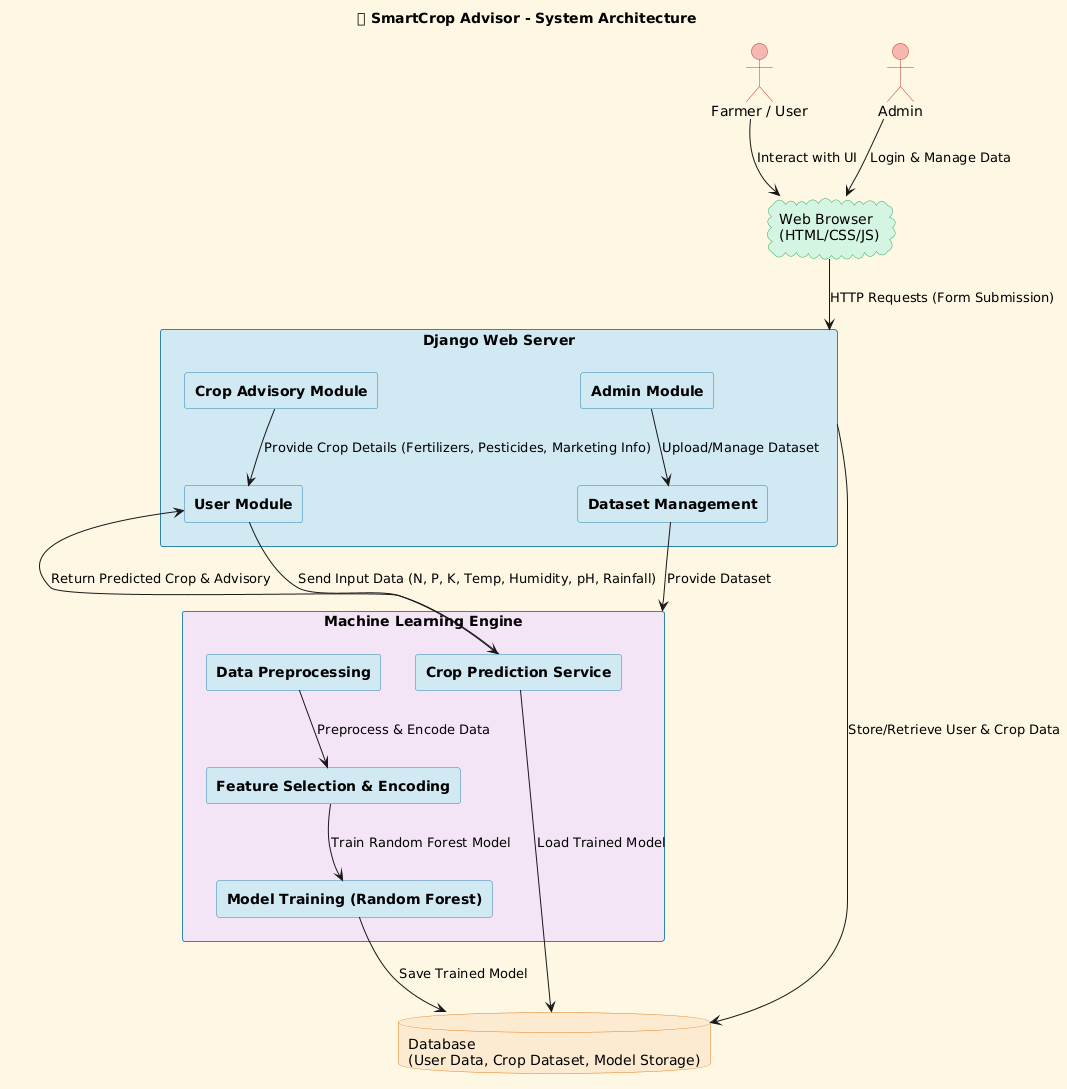 SmartCrop Advisor - System Architecture
Farmer / User
Admin
Interact with UI
Login & Manage Data
Web Browser
(HTML/CSS/JS)
HTTP Requests (Form Submission)
Django Web Server
Crop Advisory Module
Admin Module
Provide Crop Details (Fertilizers, Pesticides, Marketing Info)
Upload/Manage Dataset
User Module
Dataset Management
Return Predicted Crop & Advisory
Send Input Data (N, P, K, Temp, Humidity, pH, Rainfall)
Provide Dataset
Machine Learning Engine
Data Preprocessing
Crop Prediction Service
Preprocess & Encode Data
Store/Retrieve User & Crop Data
Feature Selection & Encoding
Train Random Forest Model
Load Trained Model
Model Training (Random Forest)
Save Trained Model
Database
(User Data, Crop Dataset, Model Storage)